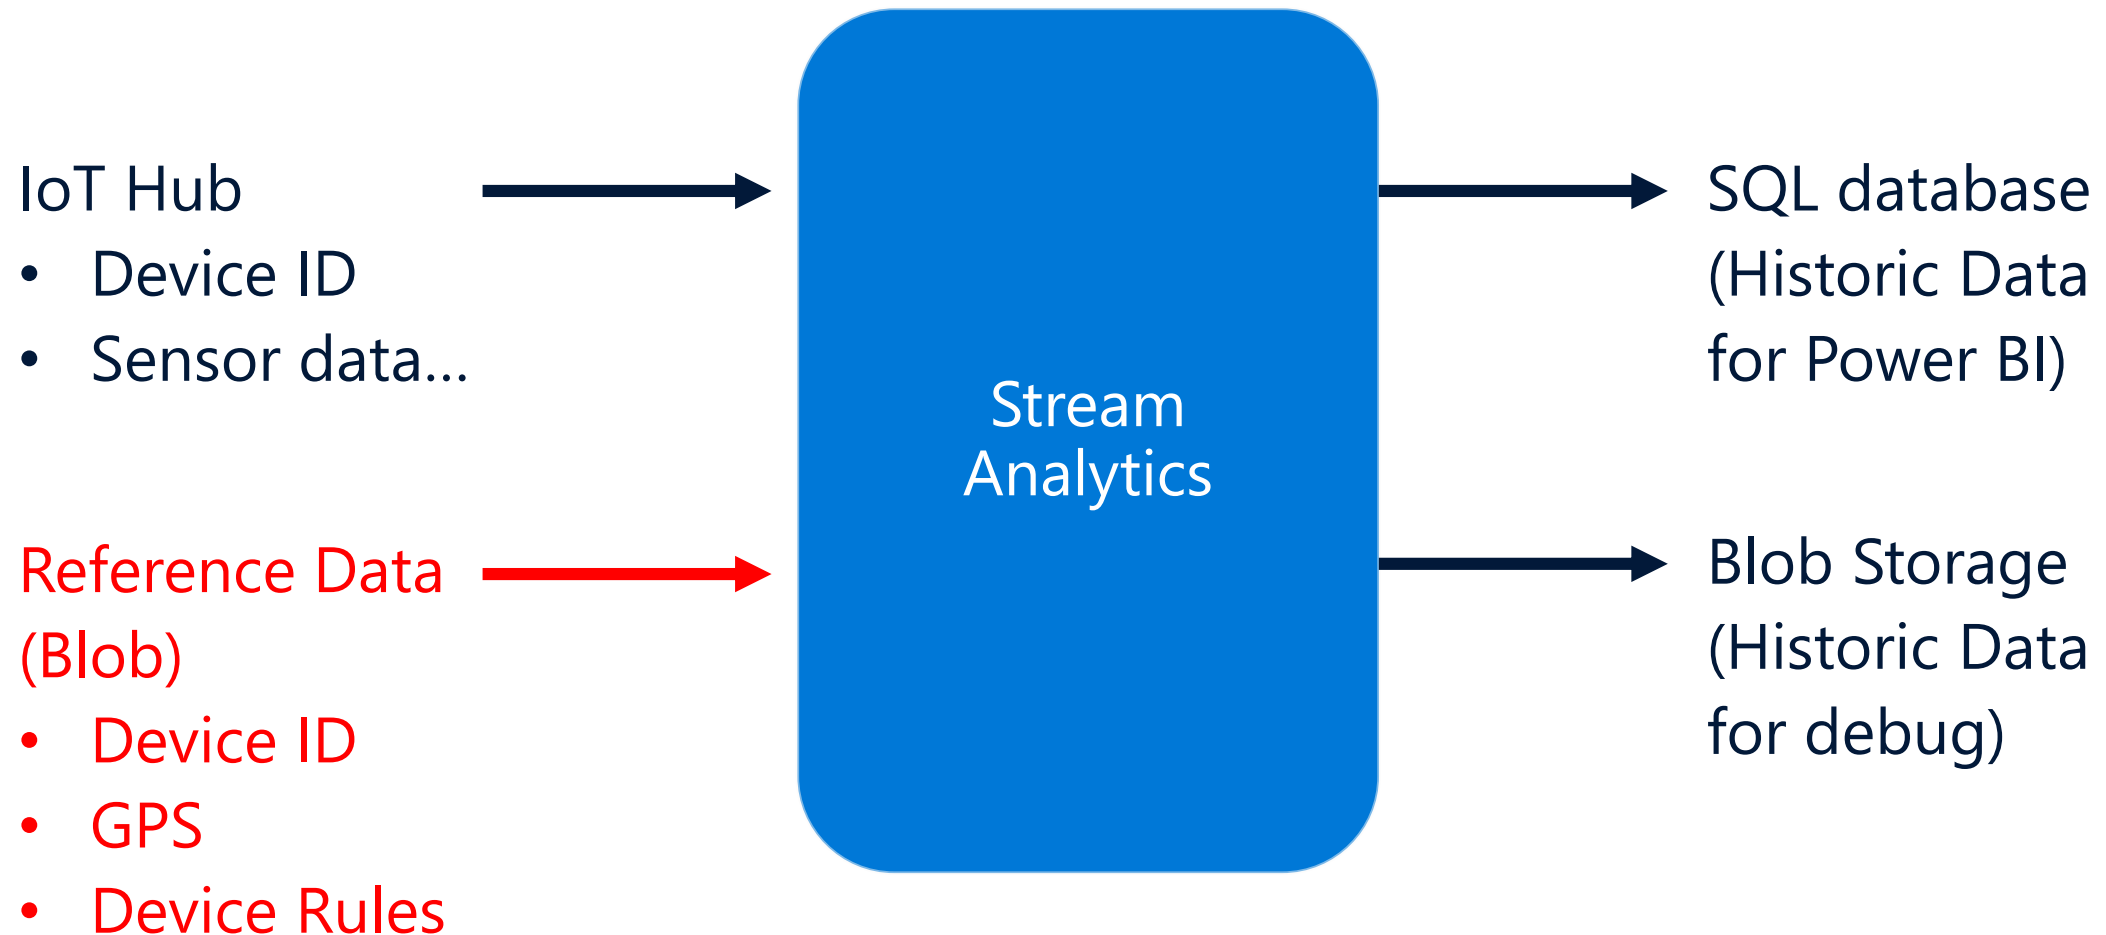 IoT Hub
• Device ID
• Sensor data...
Reference Data
(Blob)
• Device ID
• GPS
• Device Rules
Stream
Analytics
SQL database
(Historic Data
for Power BI)
Blob Storage
(Historic Data
for debug)